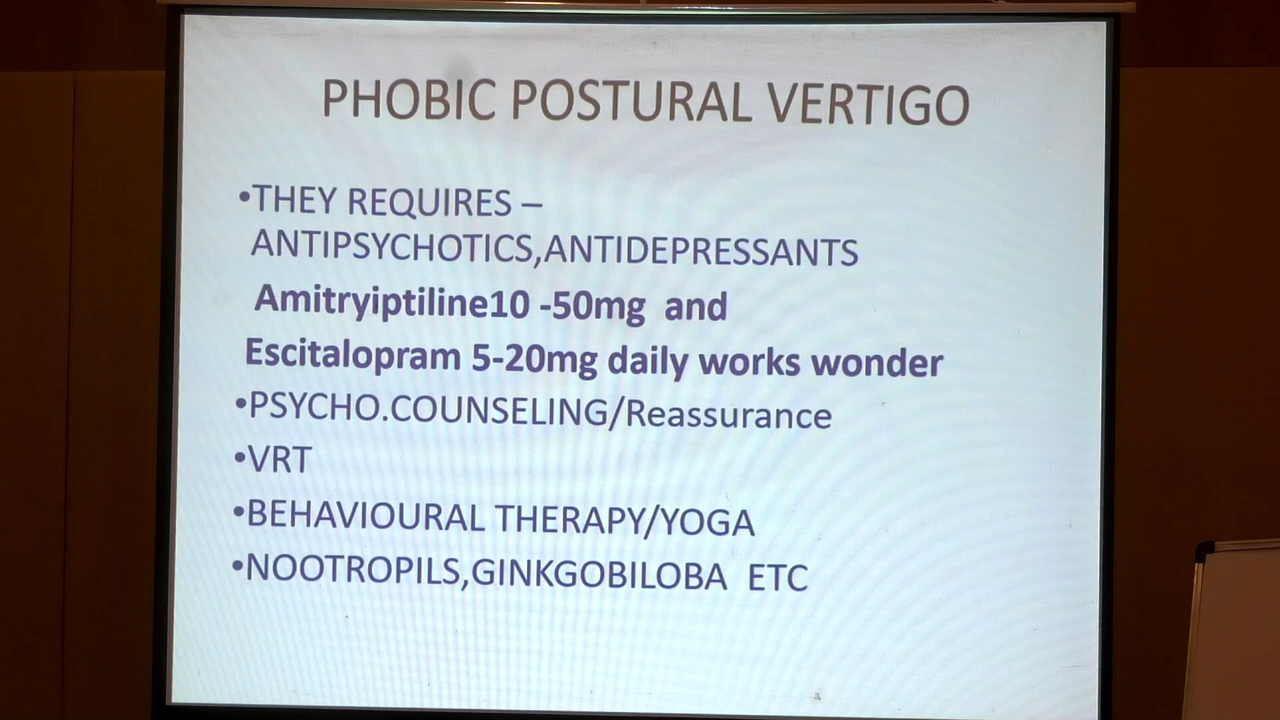 PHOBIC POSTURAL VERTIGO
•THEY REQUIRES –
ANTIPSYCHOTICS,ANTIDEPRESSANTS
Amitryiptiline10 -50mg and
Escitalopram 5-20mg daily works wonder
•PSYCHO.COUNSELING/Reassurance
•VRT
•BEHAVIOURAL THERAPY/YOGA
•NOOTROPILS,GINKGOBILOBA ETC